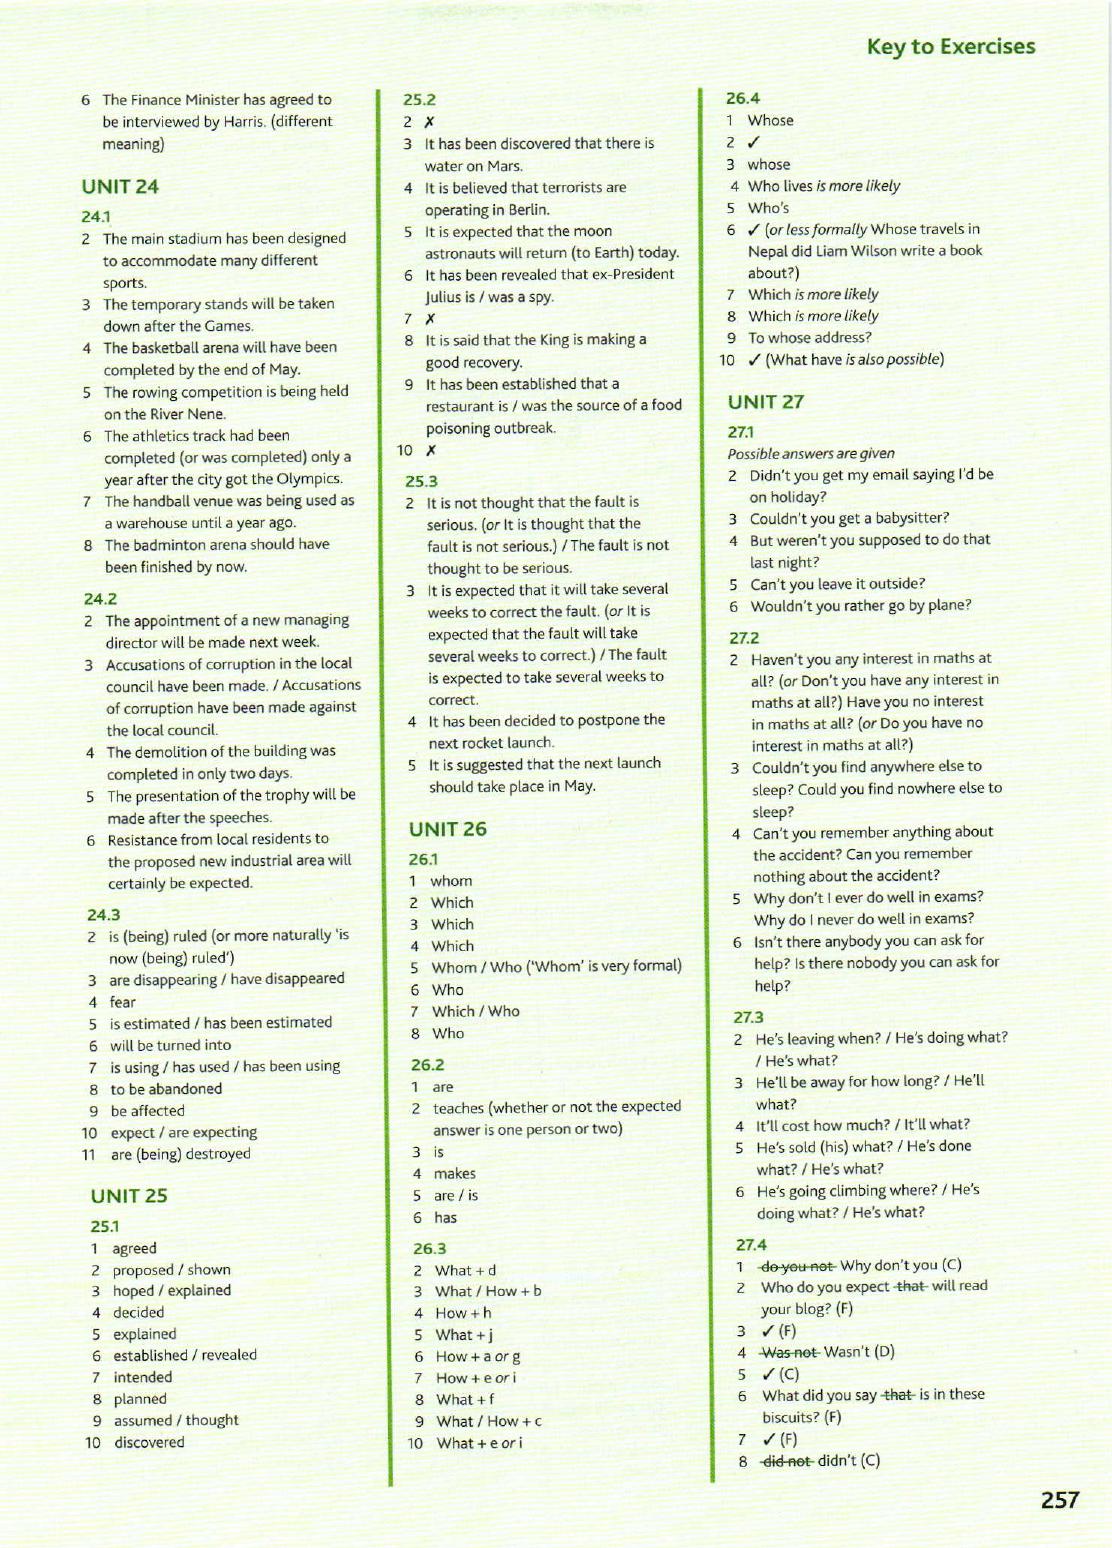 Key to Exercises
6 The Finance Minister has agreed to
be interviewed by Harris. (different
meaning)
UNIT 24
24.1
2 The main stadium has been designed
to accommodate many different
sports.
3 The temporary stands will be taken
down after the Games.
4 The basketball arena will have been
completed by the end of May.
5 The rowing competition is being held
on the River Nene.
6 The athletics track had been
completed (or was completed) only a
year after the city got the Olympics.
7 The handball venue was being used as
a warehouse until a year ago.
8 The badminton arena should have
been finished by now.
24.2
2 The appointment of a new managing
director will be made next week.
3 Accusations of corruption in the local
council have been made. / Accusations
of corruption have been made against
the local council.
4 The demolition of the building was
completed in only two days.
5 The presentation of the trophy will be
made after the speeches.
6 Resistance from local residents to
the proposed new industrial area will
certainly be expected.
24.3
2 is (being) ruled (or more naturally 'is
now (being) ruled')
3 are disappearing / have disappeared
4 fear
5 is estimated / has been estimated
6 will be turned into
7 is using / has used / has been using
8 to be abandoned
9 be affected
10 expect / are expecting
11 are (being) destroyed
UNIT 25
25.1
1 agreed
2 proposed / shown
3 hoped / explained
4 decided
5 explained
6 established / revealed
7 intended
8 planned
9 assumed / thought
10 discovered
25.2
2 ✗
3 It has been discovered that there is
water on Mars.
4 It is believed that terrorists are
operating in Berlin.
5 It is expected that the moon
astronauts will return (to Earth) today.
6 It has been revealed that ex-President
Julius is / was a spy.
7 ✗
8 It is said that the King is making a
good recovery.
9 It has been established that a
restaurant is / was the source of a food
poisoning outbreak.
10 ✗
25.3
2 It is not thought that the fault is
serious. (or It is thought that the
fault is not serious.) / The fault is not
thought to be serious.
3 It is expected that it will take several
weeks to correct the fault. (or It is
expected that the fault will take
several weeks to correct.) / The fault
is expected to take several weeks to
correct.
4 It has been decided to postpone the
next rocket launch.
5 It is suggested that the next launch
should take place in May.
UNIT 26
26.1
1 whom
2 Which
3 Which
4 Which
5 Whom / Who ('Whom' is very formal)
6 Who
7 Which / Who
8 Who
26.2
1 are
2 teaches (whether or not the expected
answer is one person or two)
3 is
4 makes
5 are / is
6 has
26.3
2 What + d
3 What / How + b
4 How + h
5 What + j
6 How + a or g
7 How + e or i
8 What + f
9 What / How + c
10 What + e or i
26.4
1 Whose
2 ✓
3 whose
4 Who lives is more likely
5 Who's
6 ✓ (or less formally Whose travels in
Nepal did Liam Wilson write a book
about?)
7 Which is more likely
8 Which is more likely
9 To whose address?
10 ✓ (What have is also possible)
UNIT 27
27.1
Possible answers are given
2 Didn't you get my email saying I'd be
on holiday?
3 Couldn't you get a babysitter?
4 But weren't you supposed to do that
last night?
5 Can't you leave it outside?
6 Wouldn't you rather go by plane?
27.2
2 Haven't you any interest in maths at
all? (or Don't you have any interest in
maths at all?) Have you no interest
in maths at all? (or Do you have no
interest in maths at all?)
3 Couldn't you find anywhere else to
sleep? Could you find nowhere else to
sleep?
4 Can't you remember anything about
the accident? Can you remember
nothing about the accident?
5 Why don't I ever do well in exams?
Why do I never do well in exams?
6 Isn't there anybody you can ask for
help? Is there nobody you can ask for
help?
27.3
2 He's leaving when? / He's doing what?
/ He's what?
3 He'll be away for how long? / He'll
what?
4 It'll cost how much? / It'll what?
5 He's sold (his) what? / He's done
what? / He's what?
6 He's going climbing where? / He's
doing what? / He's what?
27.4
1 do you not Why don't you (C)
2 Who do you expect that will read
your blog? (F)
3 ✓ (F)
4 Was not Wasn't (D)
5 ✓ (C)
6 What did you say that is in these
biscuits? (F)
7 ✓ (F)
8 did not didn't (C)
257